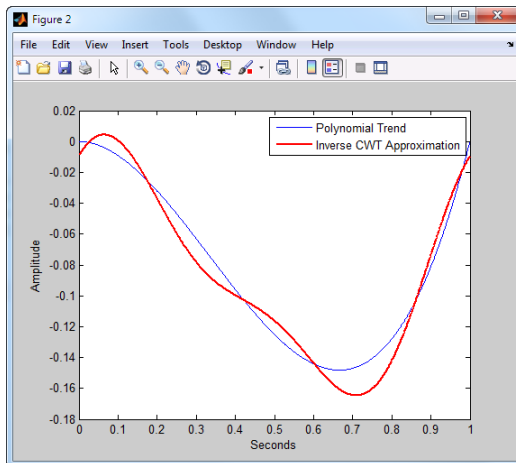 Figure 2
File Edit View Insert Tools Desktop Window Help
Polynomial Trend
Inverse CWT Approximation
0.02
0
-0.02
-0.04
-0.06
-0.08
-0.1
-0.12
-0.14
-0.16
-0.18
Amplitude
0 0.1 0.2 0.3 0.4 0.5 0.6 0.7 0.8 0.9 1
Seconds